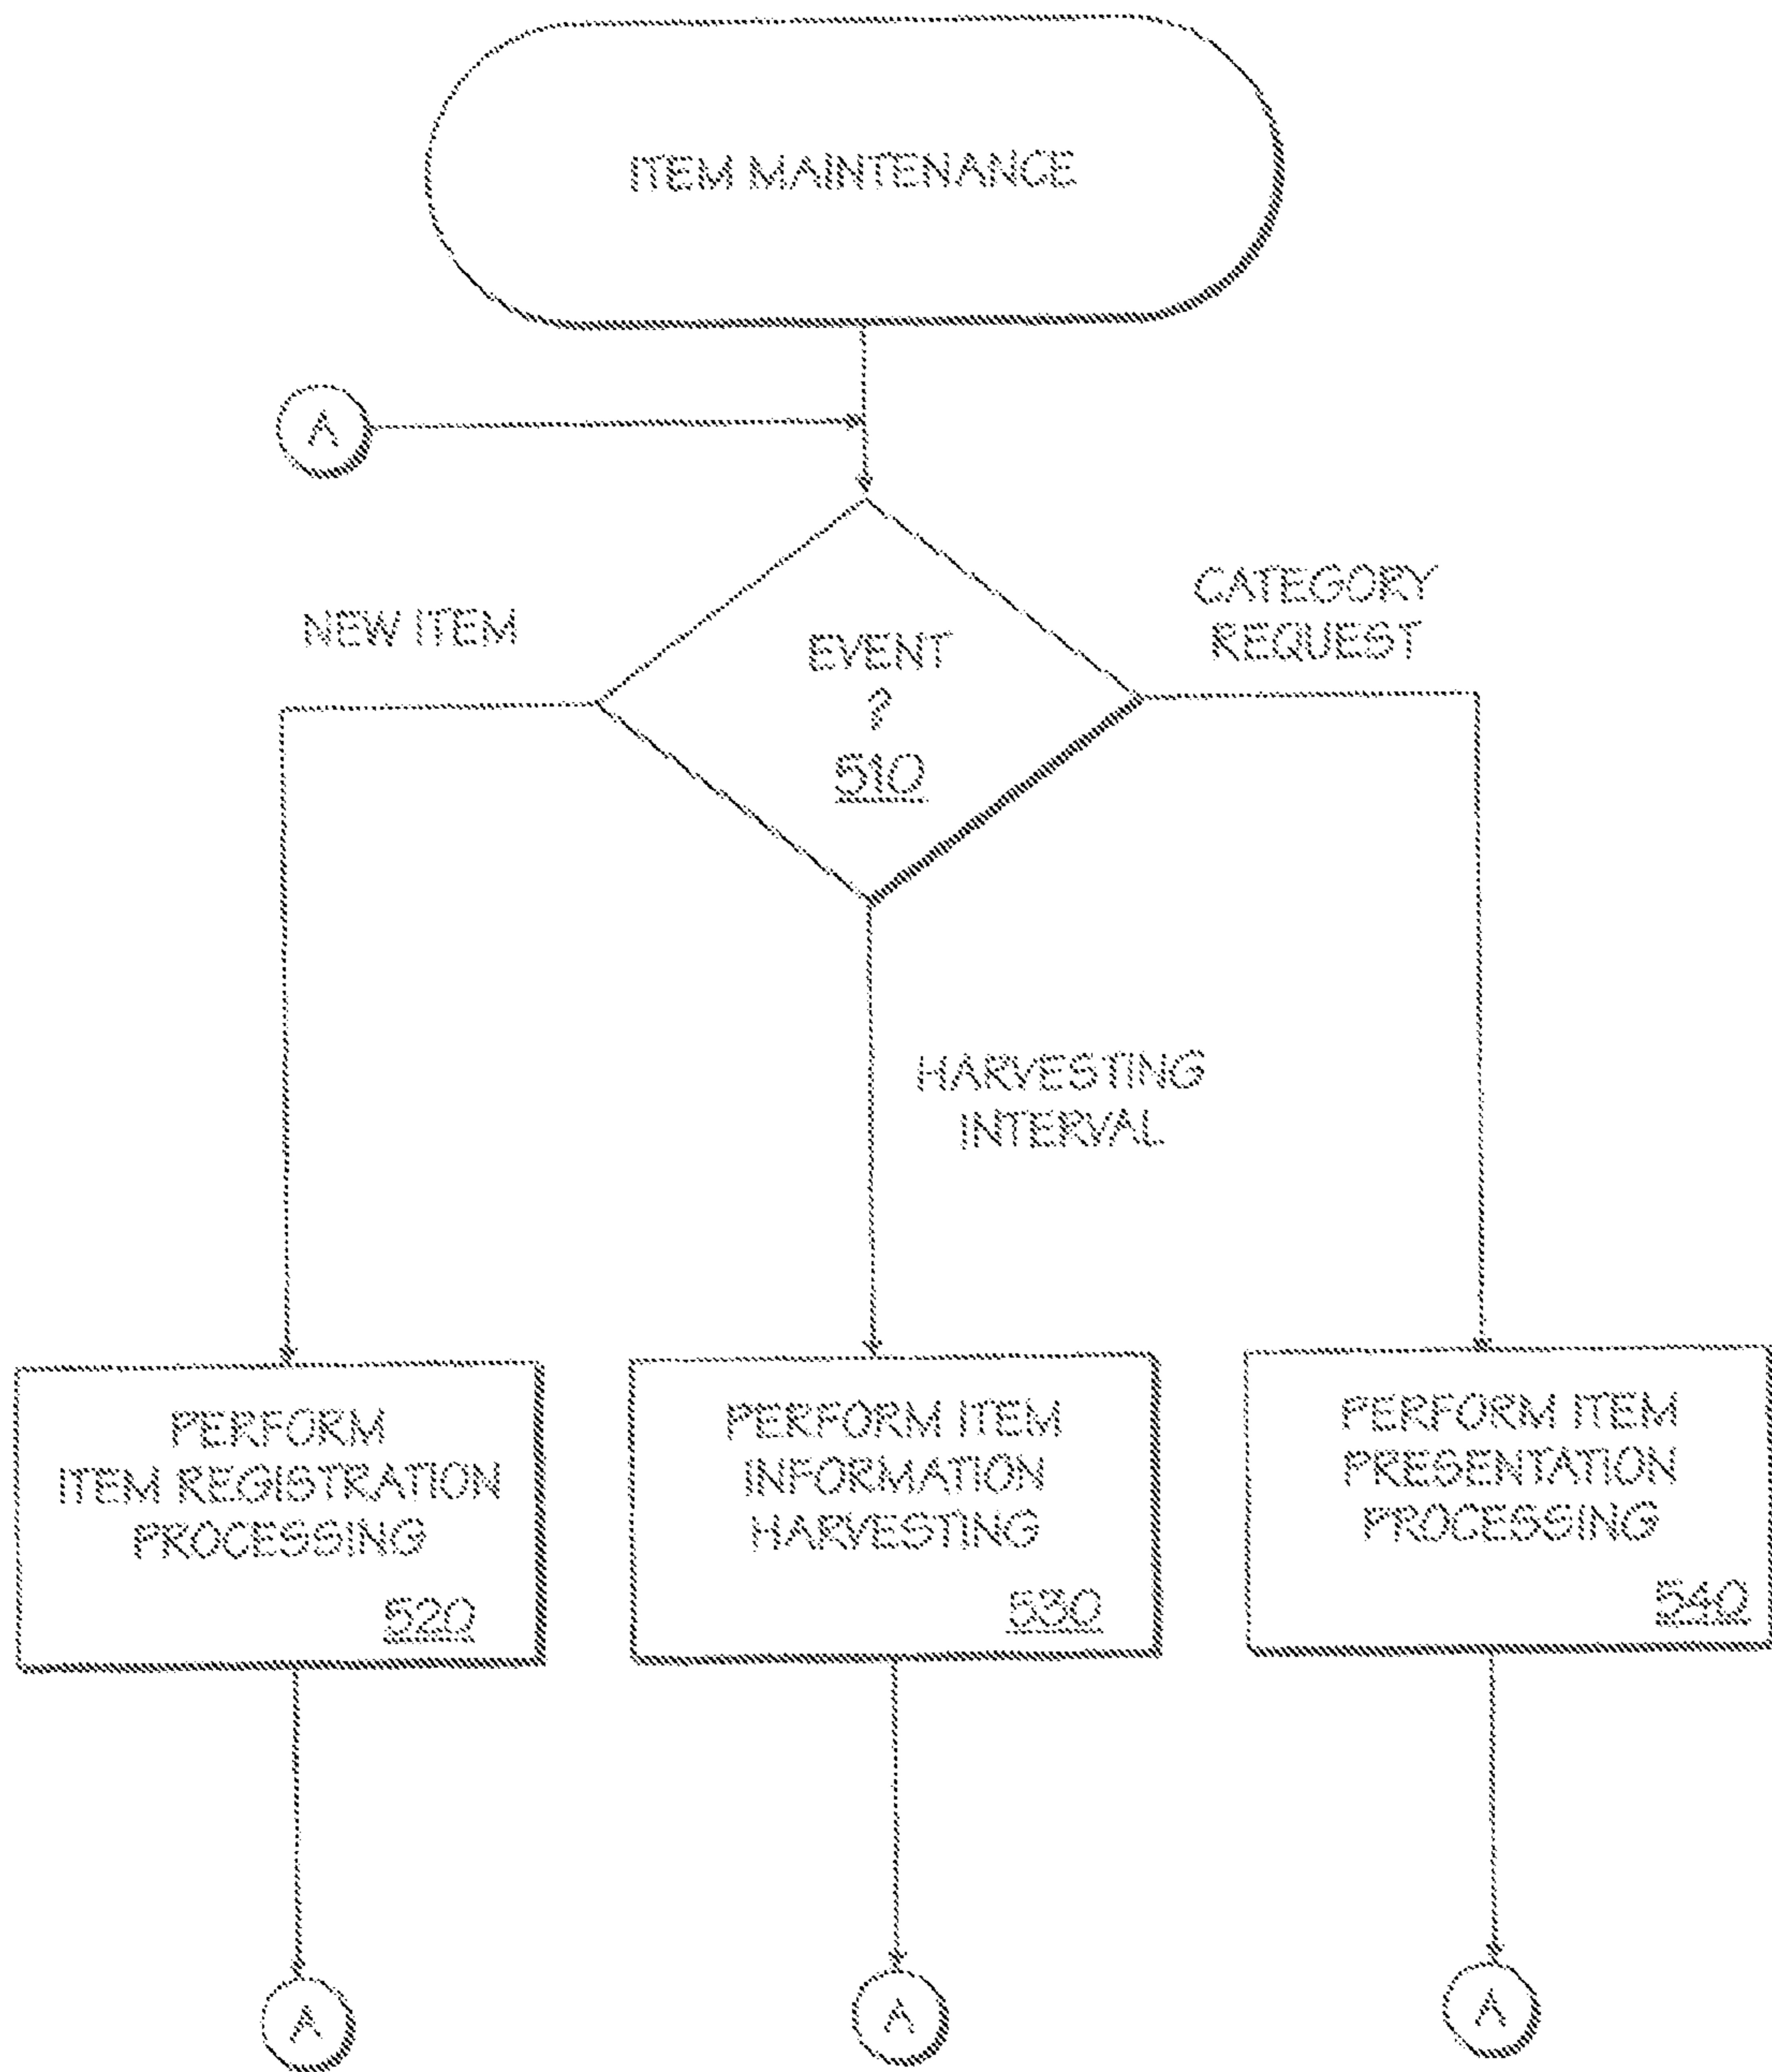 ITEM MAINTENANCE
A
NEW ITEM
EVENT
?
510
CATEGORY
REQUEST
HARVESTING
INTERVAL
PERFORM
ITEM REGISTRATION
PROCESSING
520
PERFORM ITEM
INFORMATION
HARVESTING
530
PERFORM ITEM
PRESENTATION
PROCESSING
540
A
A
A